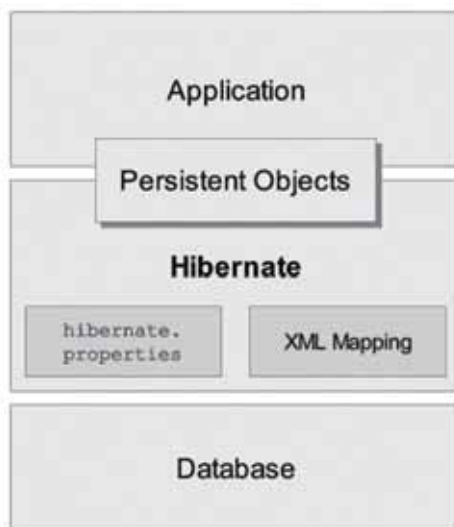 Application
Persistent Objects
Hibernate
hibernate.
properties
XML Mapping
Database